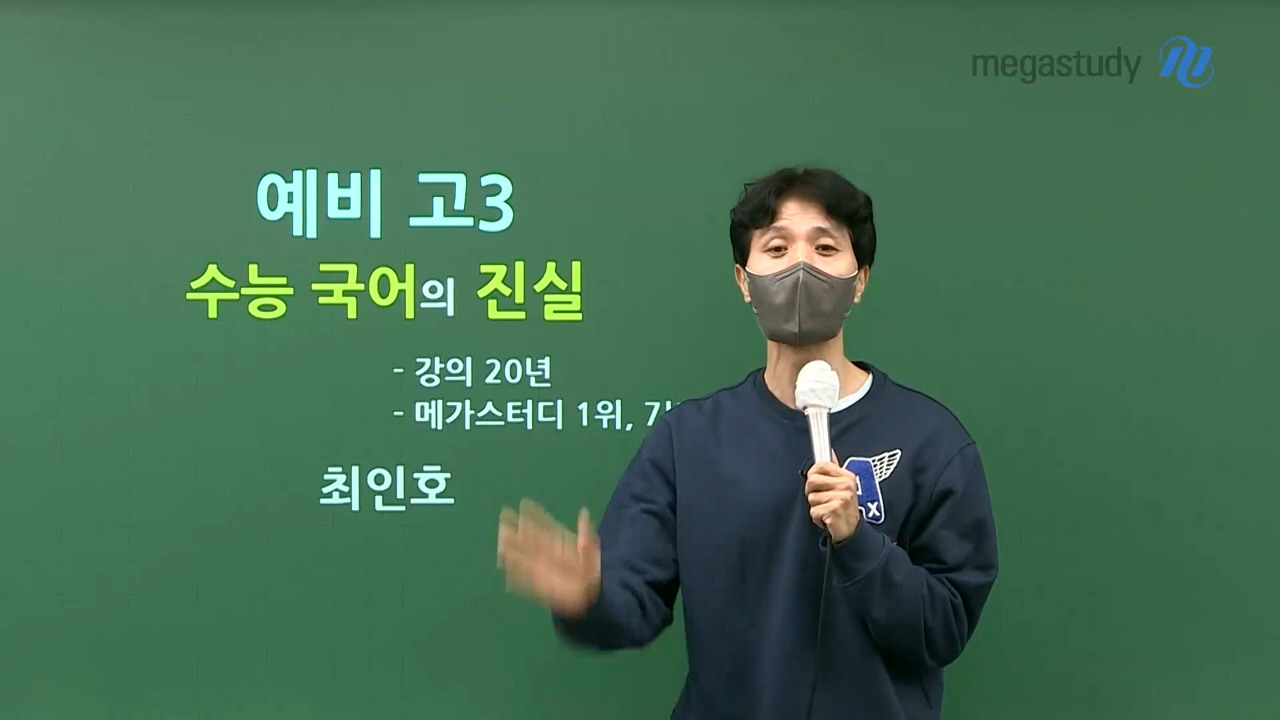 megastudy
예비 고3
수능 국어의 진실
- 강의 20년
- 메가스터디 1위,
최인호
A
x